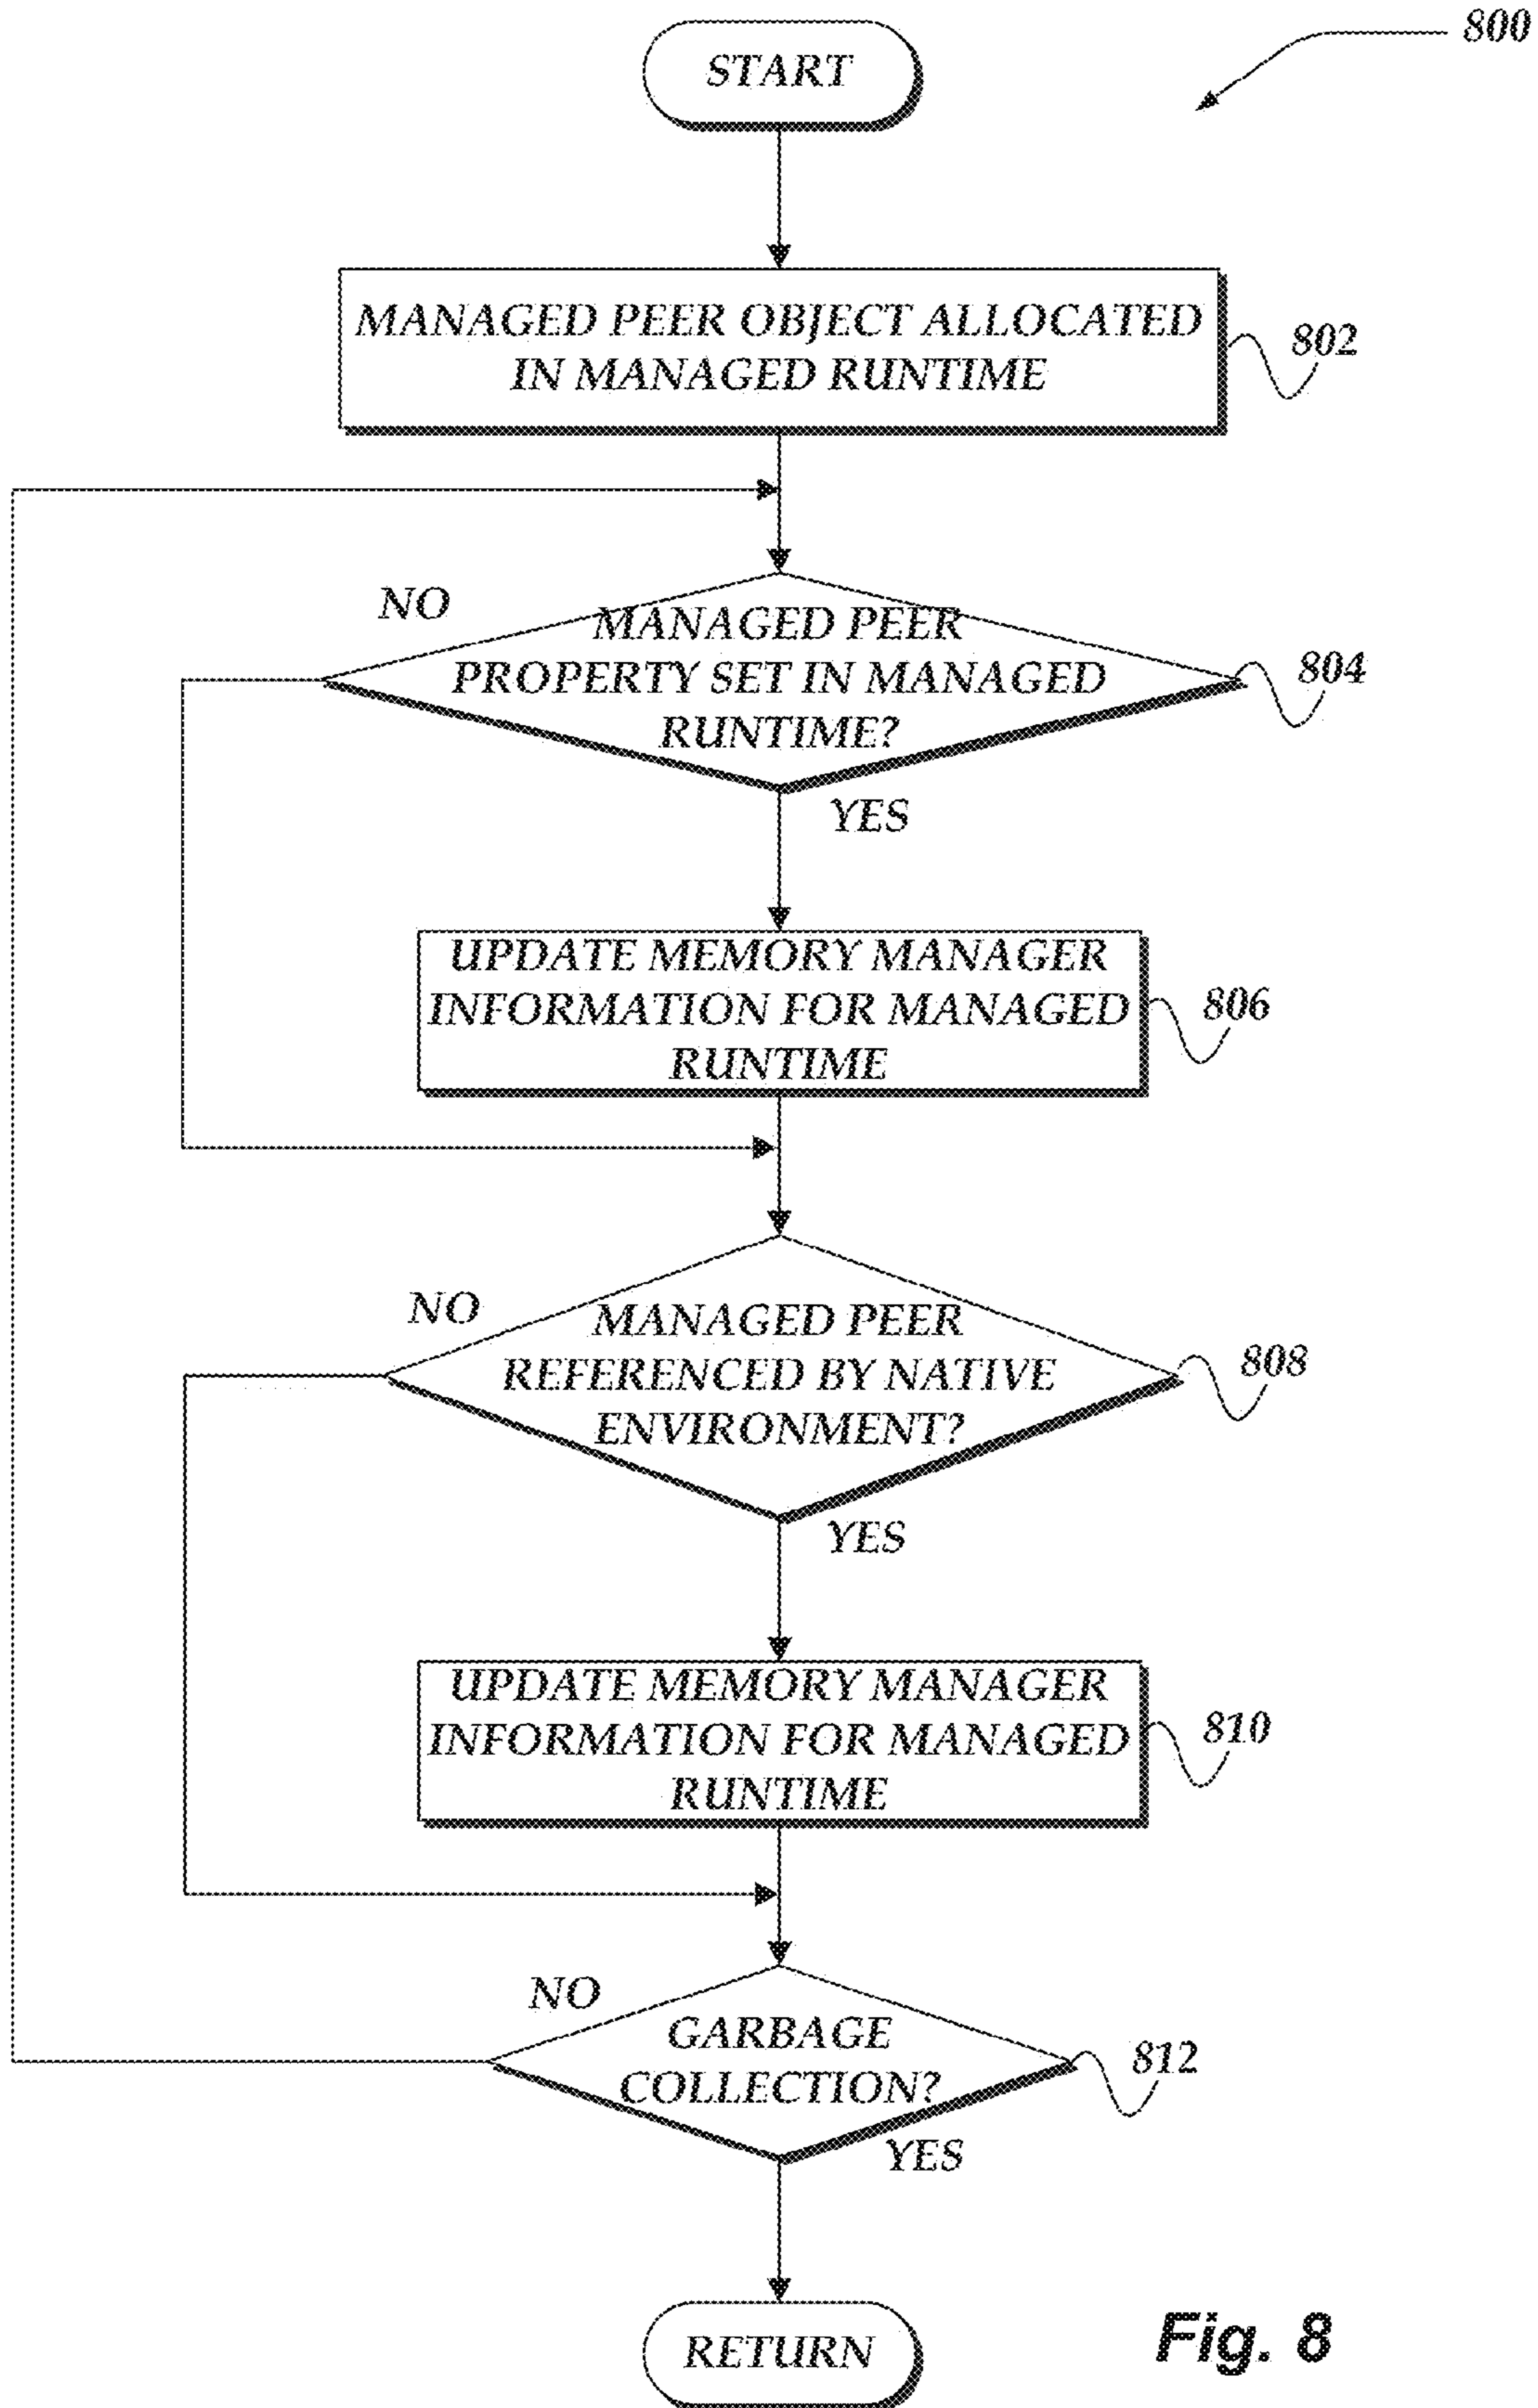 800
START
MANAGED PEER OBJECT ALLOCATED
IN MANAGED RUNTIME
802
NO
MANAGED PEER
PROPERTY SET IN MANAGED
RUNTIME?
804
YES
UPDATE MEMORY MANAGER
INFORMATION FOR MANAGED
RUNTIME
806
NO
MANAGED PEER
REFERENCED BY NATIVE
ENVIRONMENT?
808
YES
UPDATE MEMORY MANAGER
INFORMATION FOR MANAGED
RUNTIME
810
NO
GARBAGE
COLLECTION?
812
YES
RETURN
Fig. 8